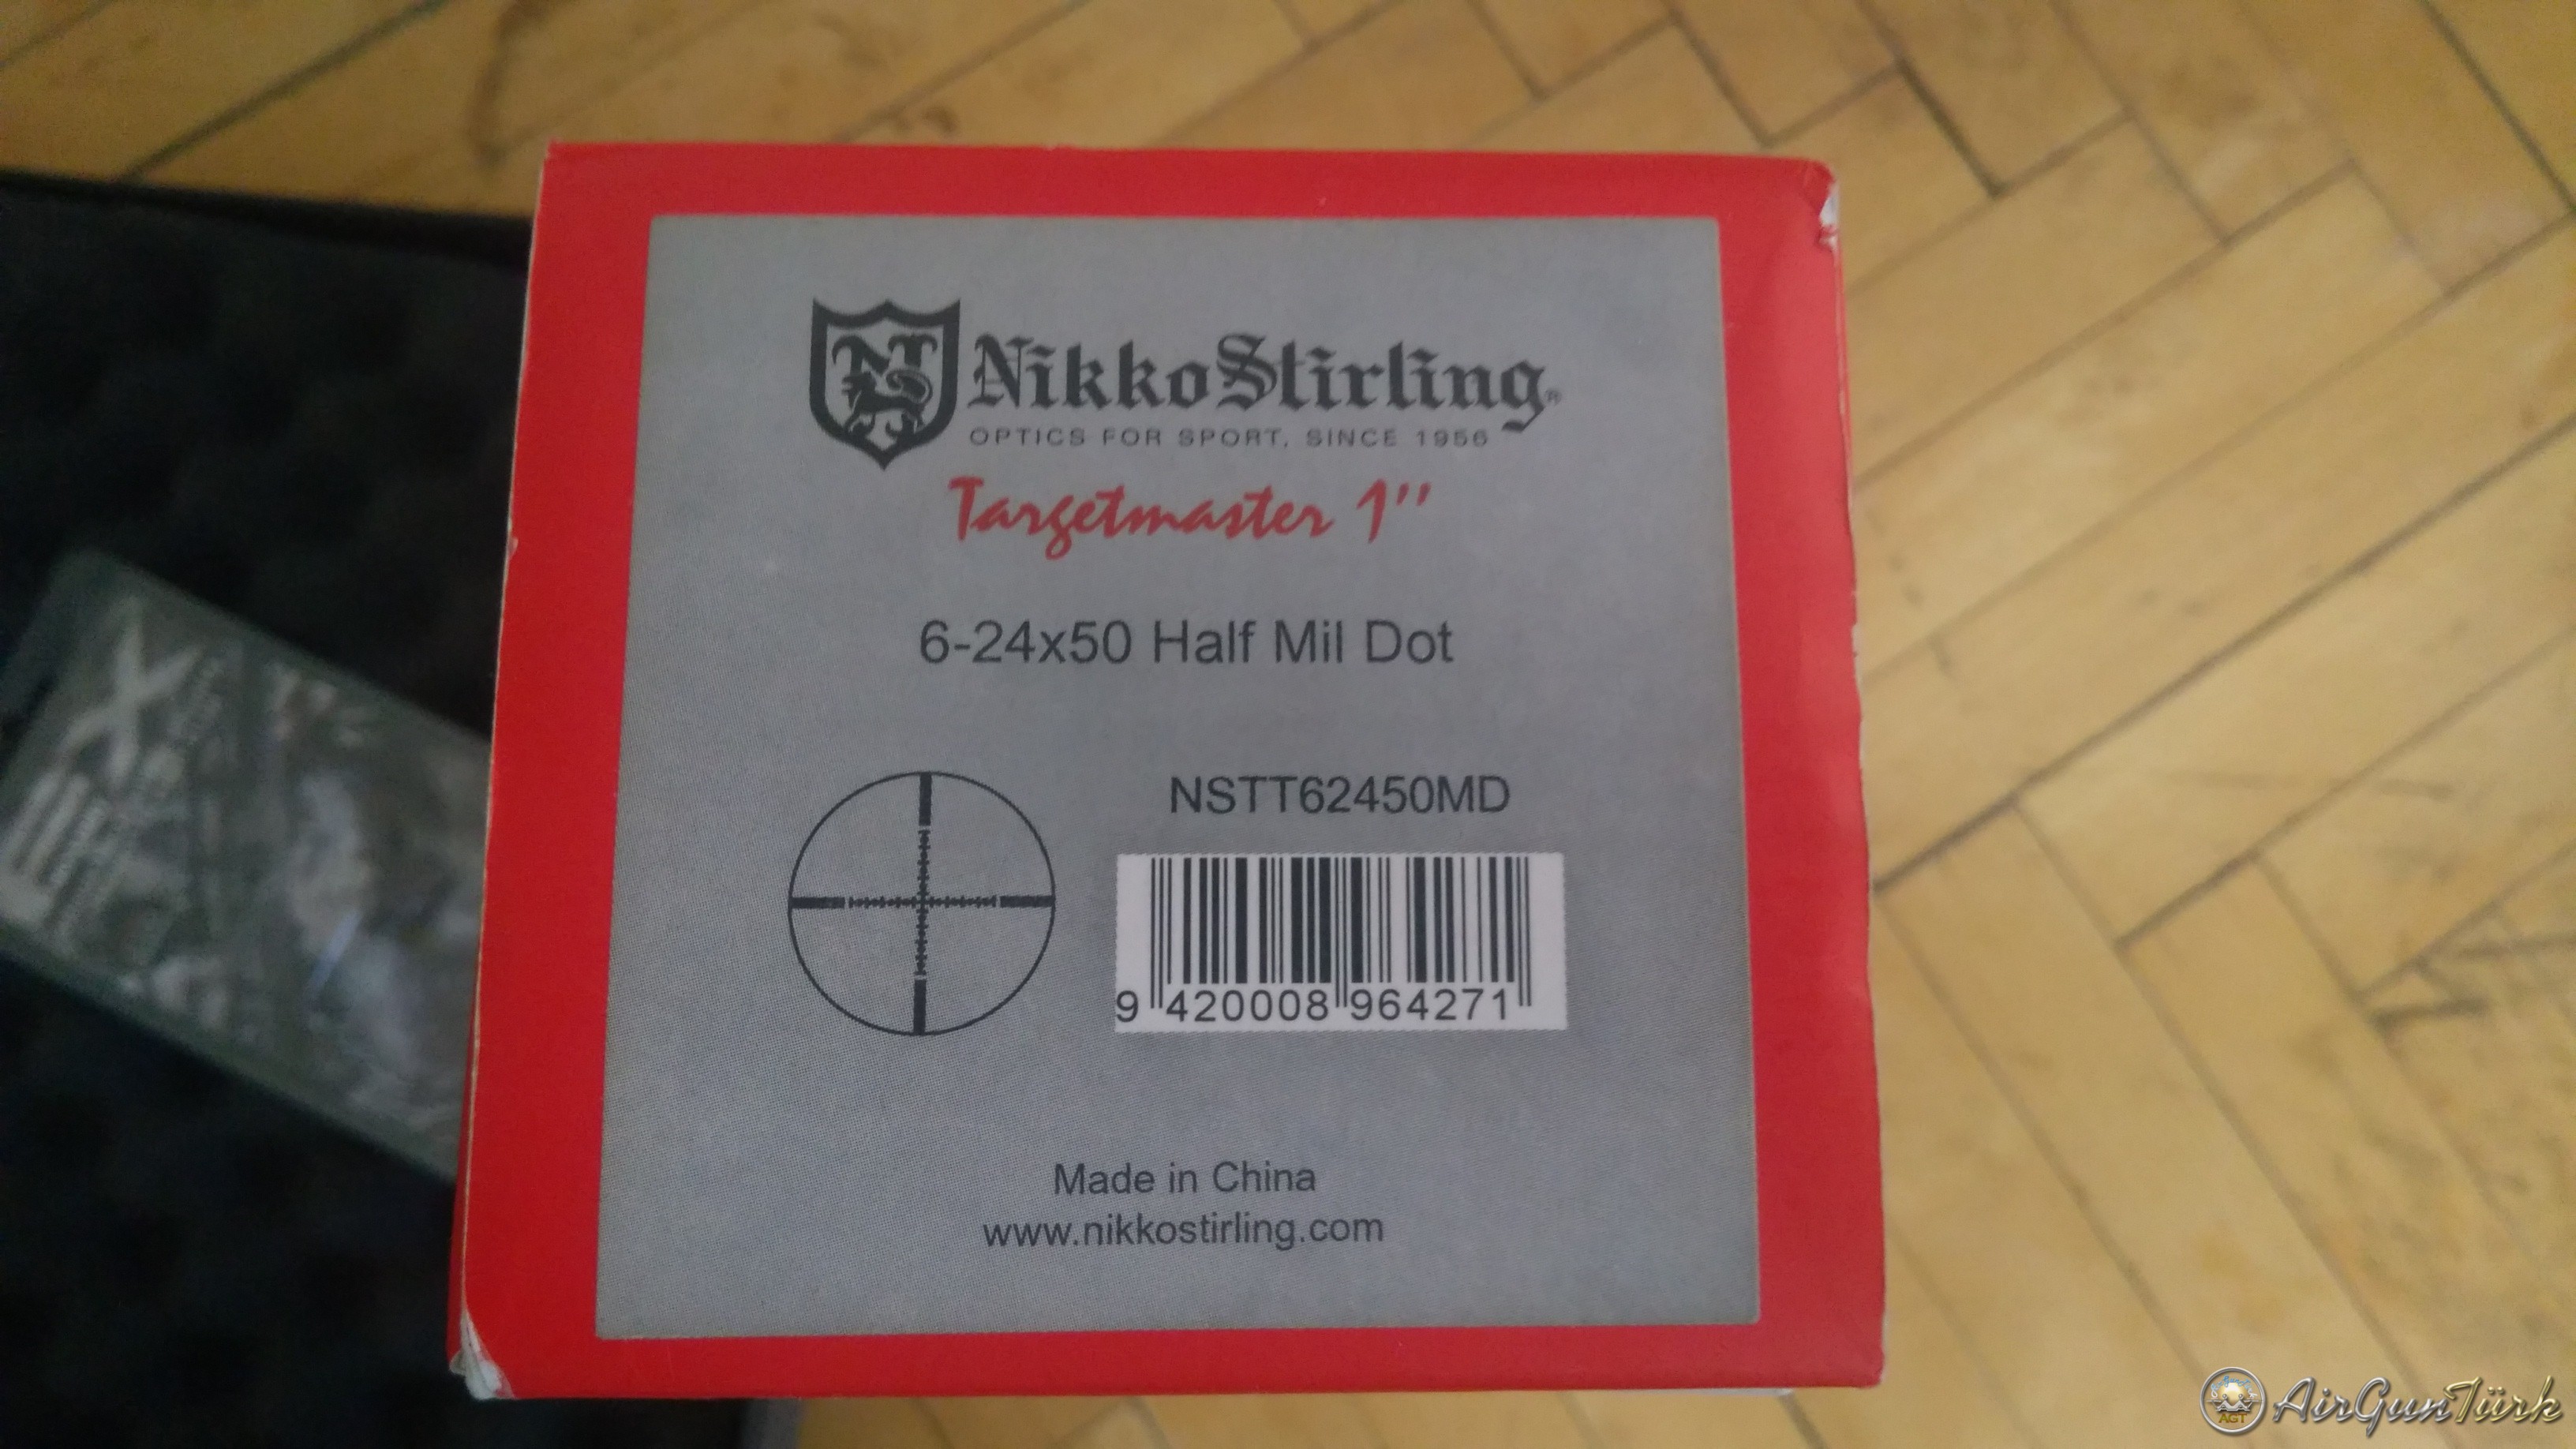 NikkoStirling®
OPTICS FOR SPORT, SINCE 1956
Targetmaster 1"
6-24x50 Half Mil Dot
NSTT62450MD
9 420008 964271
Made in China
www.nikkostirling.com
AGT
AirGunTürk